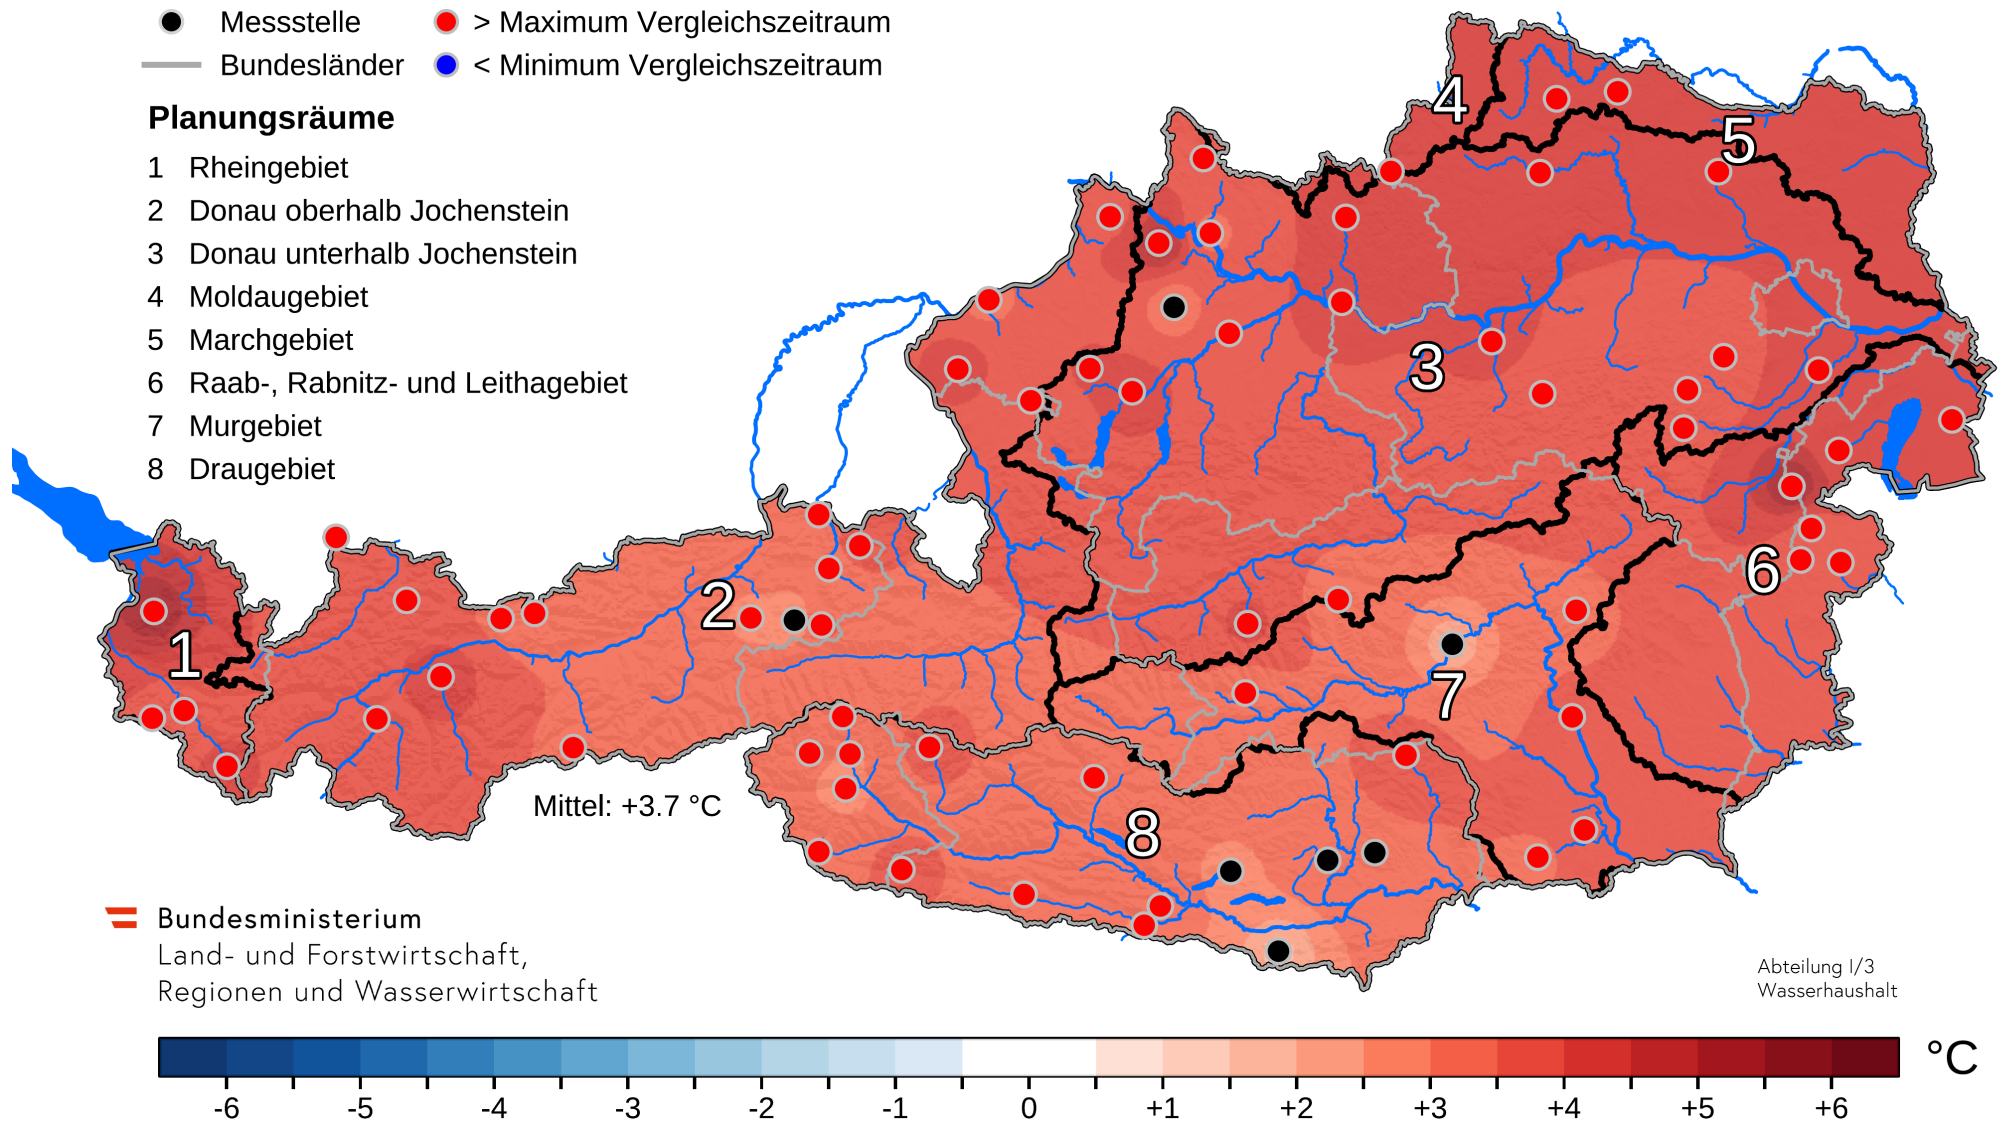 Messstelle
> Maximum Vergleichszeitraum
Bundesländer
< Minimum Vergleichszeitraum
Planungsräume
1 Rheingebiet
2 Donau oberhalb Jochenstein
3 Donau unterhalb Jochenstein
4 Moldaugebiet
5 Marchgebiet
6 Raab-, Rabnitz- und Leithagebiet
7 Murgebiet
8 Draugebiet
4
5
3
6
2
1
7
8
Mittel: +3.7 °C
Bundesministerium
Land- und Forstwirtschaft,
Regionen und Wasserwirtschaft
Abteilung I/3
Wasserhaushalt
°C
-6 -5 -4 -3 -2 -1 0 +1 +2 +3 +4 +5 +6